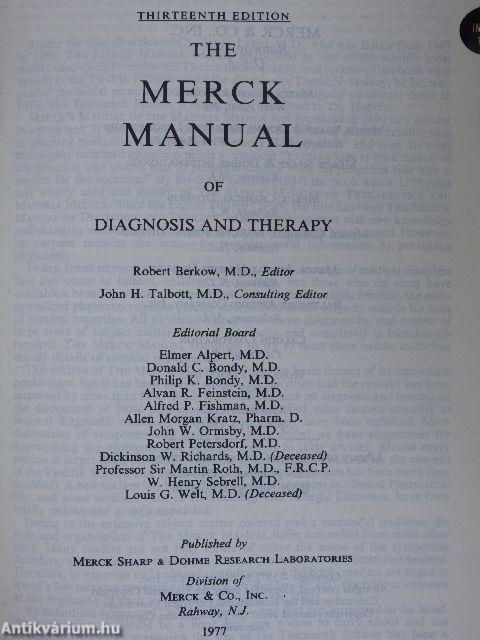 THIRTEENTH EDITION
THE
MERCK
MANUAL
OF
DIAGNOSIS AND THERAPY
Robert Berkow, M.D., Editor
John H. Talbott, M.D., Consulting Editor
Editorial Board
Elmer Alpert, M.D.
Donald C. Bondy, M.D.
Philip K. Bondy, M.D.
Alvan R. Feinstein, M.D.
Alfred P. Fishman, M.D.
Allen Morgan Kratz, Pharm. D.
John W. Ormsby, M.D.
Robert Petersdorf, M.D.
Dickinson W. Richards, M.D. (Deceased)
Professor Sir Martin Roth, M.D., F.R.C.P.
W. Henry Sebrell, M.D.
Louis G. Welt, M.D. (Deceased)
Published by
MERCK SHARP & DOHME RESEARCH LABORATORIES
Division of
MERCK & CO., INC.
Rahway, N.J.
1977
Antikvárium.hu